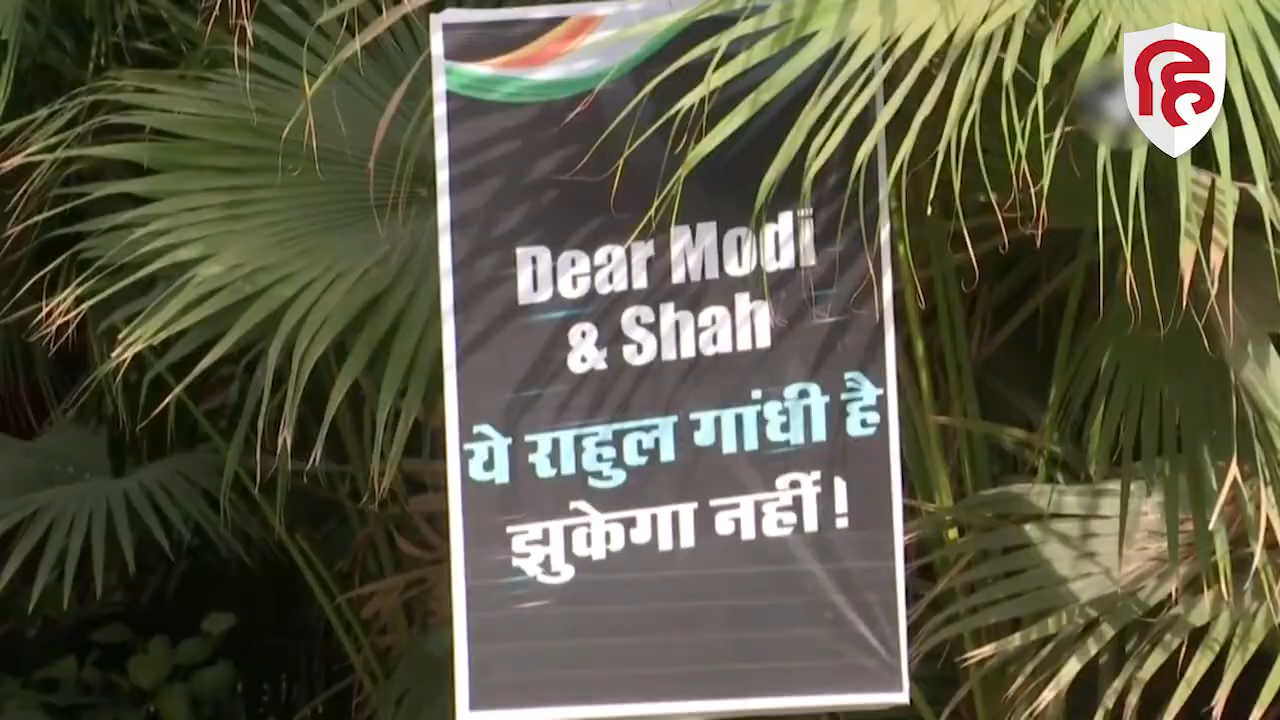 Dear Modi
& Shah
ये राहुल गांधी है
झुकेगा नहीं!
हि